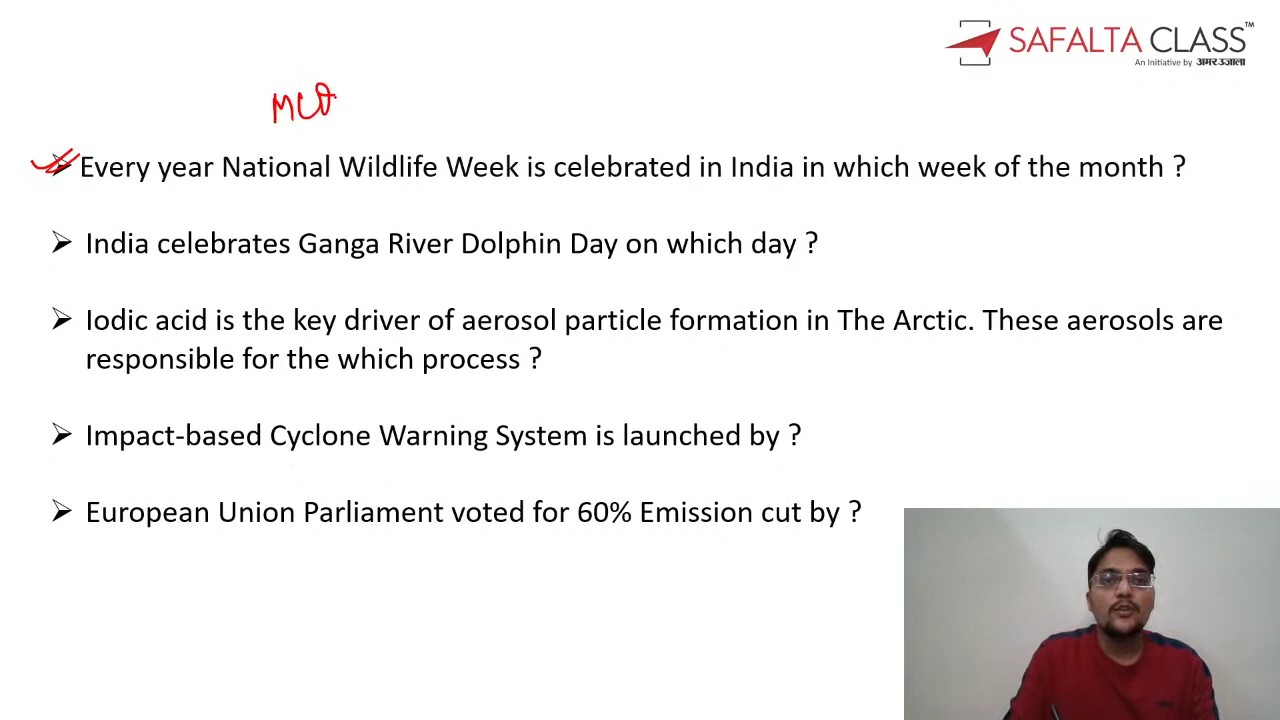 SAFALTA CLASS™
An Initiative by अमर उजाला
MCQ
➢ Every year National Wildlife Week is celebrated in India in which week of the month ?
➢ India celebrates Ganga River Dolphin Day on which day ?
➢ Iodic acid is the key driver of aerosol particle formation in The Arctic. These aerosols are
responsible for the which process ?
➢ Impact-based Cyclone Warning System is launched by ?
➢ European Union Parliament voted for 60% Emission cut by ?